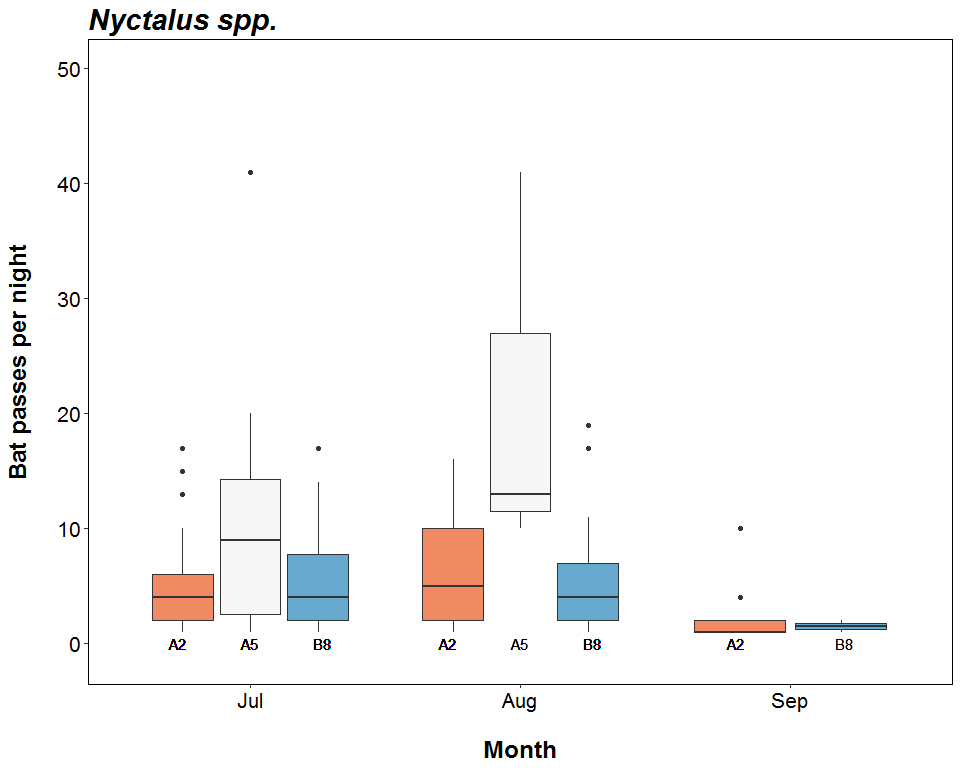 Nyctalus spp.
50
40
30
20
10
0
Bat passes per night
A2 A5 B8 A2 A5 B8 A2 B8
Jul Aug Sep
Month